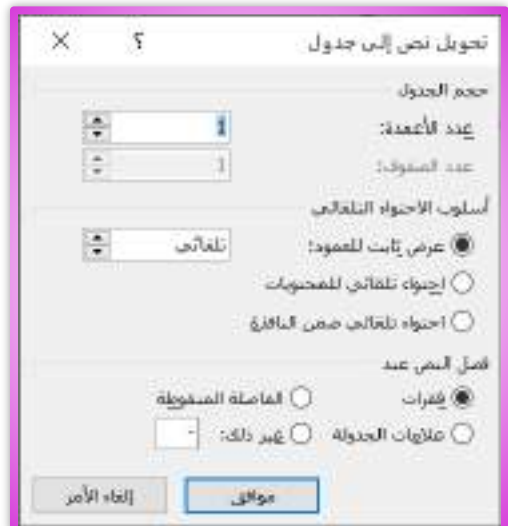 تحويل نص إلى جدول ؟
حجم الجدول
عدد الأعمدة: 1
عدد الصفوف: 1
أسلوب الاحتواء التلقائي
عرض ثابت للعمود: تلقائي
احتواء تلقائي للمحتويات
احتواء تلقائي ضمن النافذة
فصل النص عند
فقرات الفاصلة المنقوطة
علامات الجدولة غير ذلك: -
موافق إلغاء الأمر